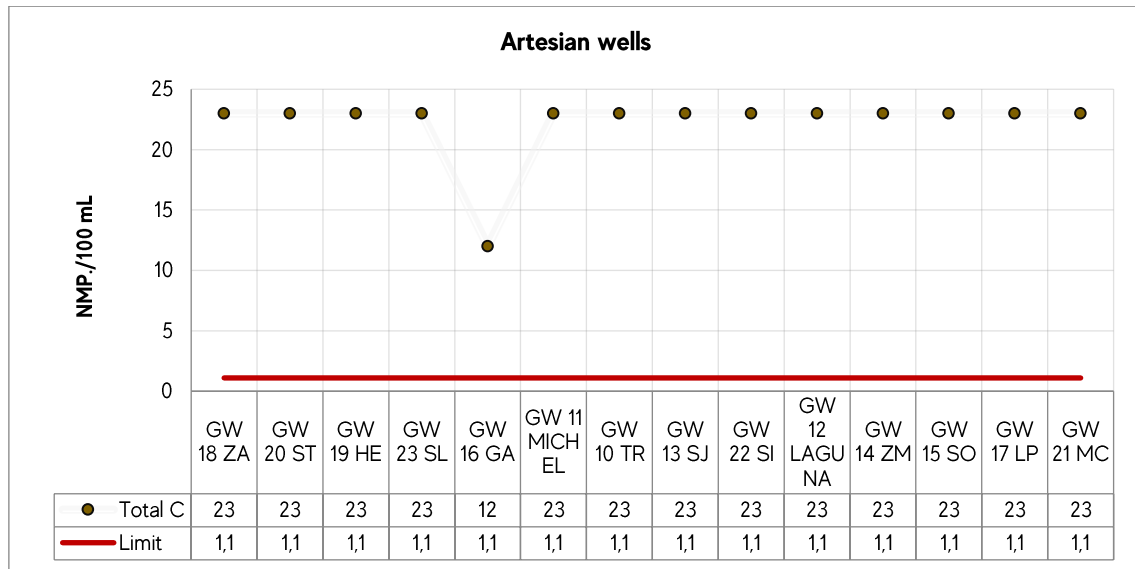 Artesian wells
NMP./100 mL
25
20
15
10
5
0
GW 18 ZA
GW 20 ST
GW 19 HE
GW 23 SL
GW 16 GA
GW 11 MICH EL
GW 10 TR
GW 13 SJ
GW 22 SI
GW 12 LAGU NA
GW 14 ZM
GW 15 SO
GW 17 LP
GW 21 MC
Total C 23 23 23 23 12 23 23 23 23 23 23 23 23 23
Limit 1,1 1,1 1,1 1,1 1,1 1,1 1,1 1,1 1,1 1,1 1,1 1,1 1,1 1,1